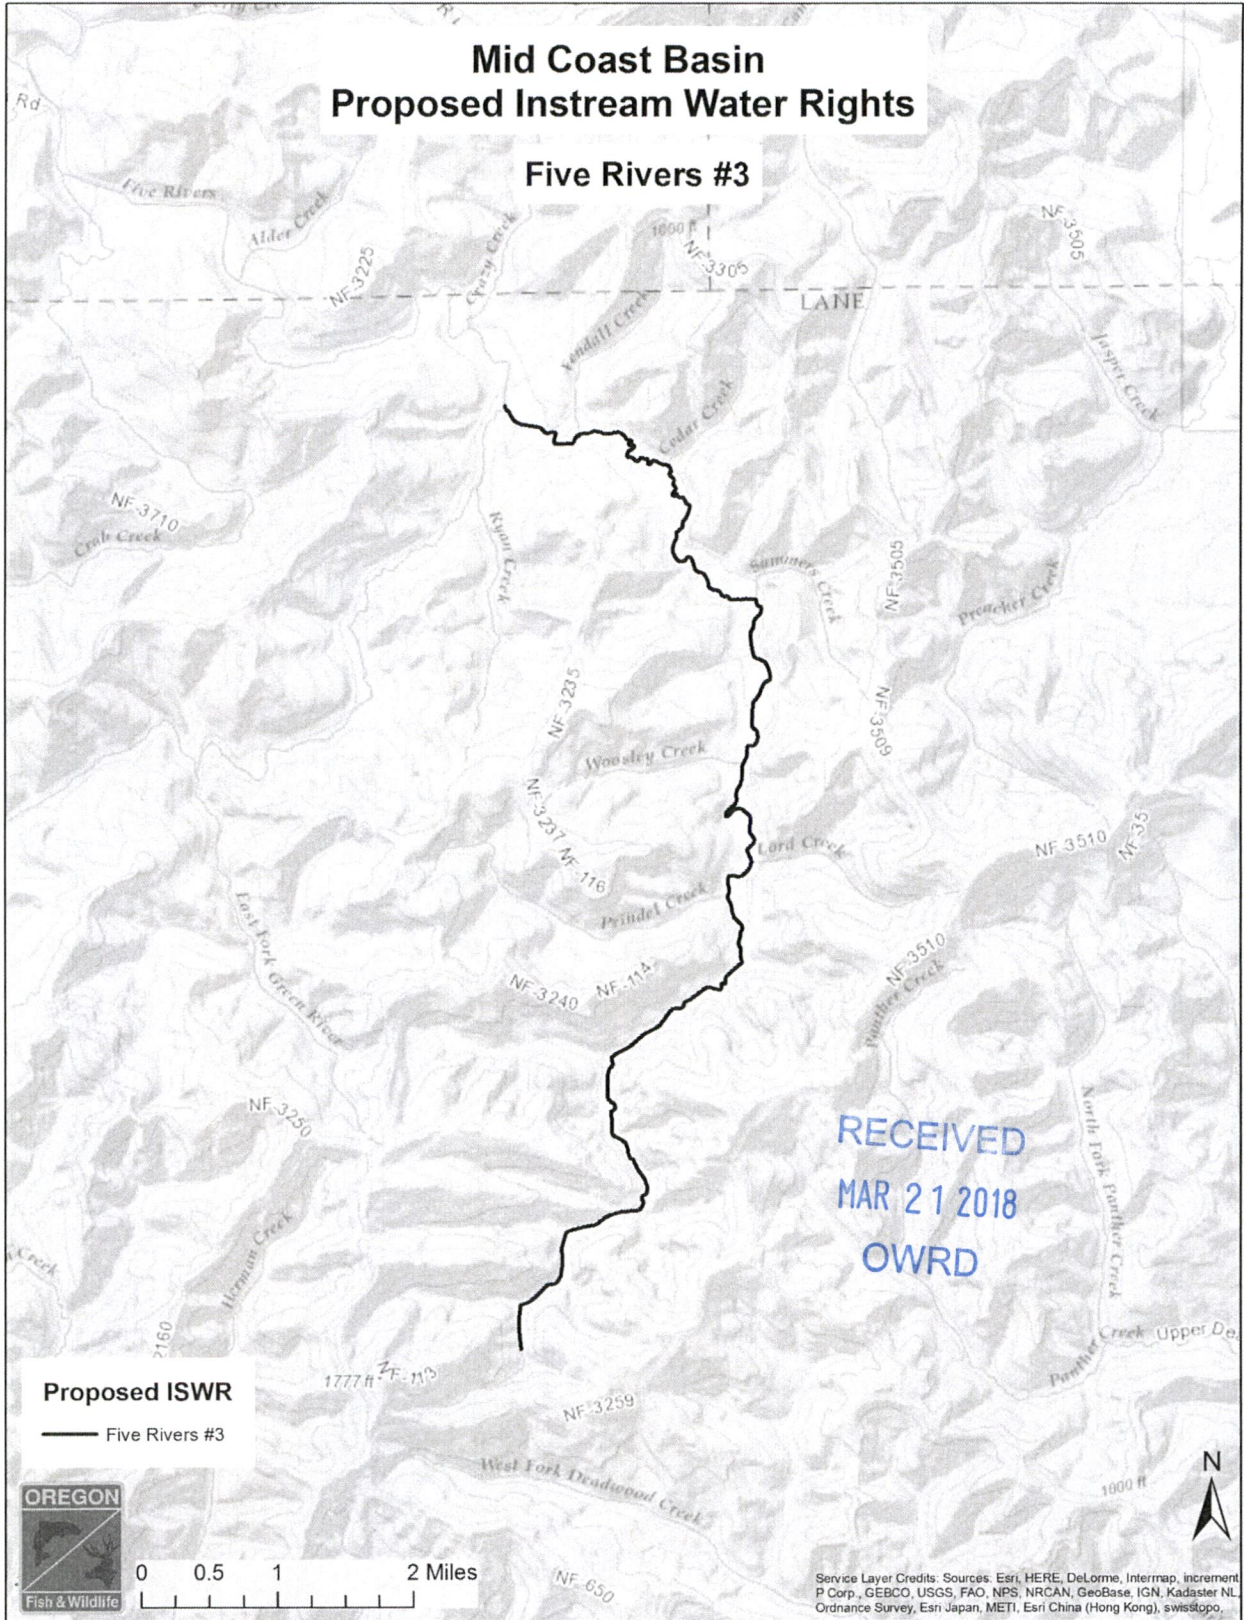 Mid Coast Basin
Proposed Instream Water Rights
Five Rivers #3
Rd
Five Rivers
Alder Creek
Crazy Creek
1000 ft
NF-3305
NF-3505
NF-3225
LANE
Jasper Creek
Cedar Creek
NF-3710
Crab Creek
Ryan Creek
Summers Creek
NF-3505
Preacher Creek
NF-3235
NF-3509
Woosley Creek
NF-3237
NF-116
Lord Creek
NF-3510
NF-35
Prindel Creek
East Fork Green River
NF-3240
NF-114
NF-3510
Panther Creek
NF-3250
North Fork Panther Creek
RECEIVED
MAR 21 2018
OWRD
Herman Creek
Creek
2160
Panther Creek
Upper De
1777 ft
NF-113
NF-3259
Proposed ISWR
Five Rivers #3
West Fork Deadwood Creek
1000 ft
N
OREGON
Fish & Wildlife
0 0.5 1 2 Miles
NF-650
Service Layer Credits: Sources: Esri, HERE, DeLorme, Intermap, increment
P Corp., GEBCO, USGS, FAO, NPS, NRCAN, GeoBase, IGN, Kadaster NL,
Ordnance Survey, Esri Japan, METI, Esri China (Hong Kong), swisstopo,